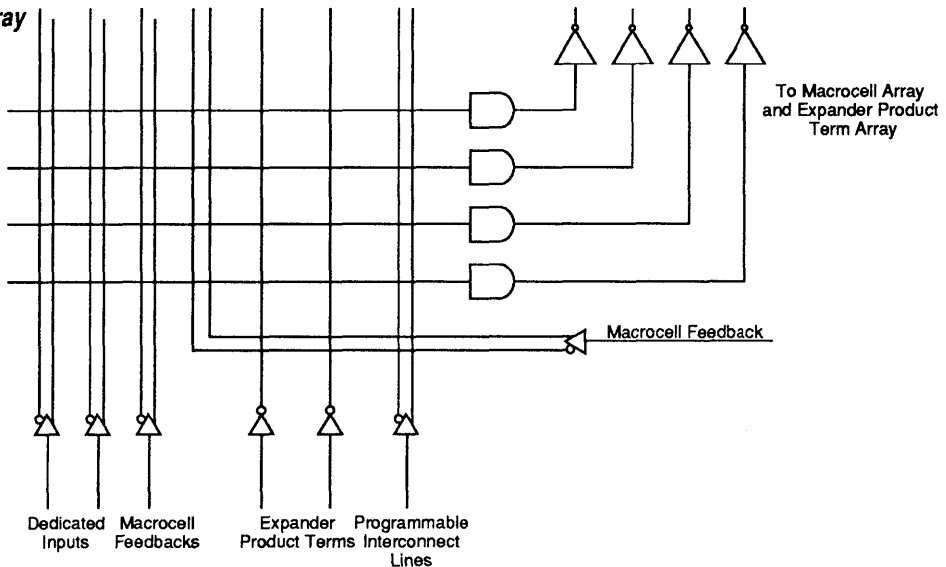 ray
To Macrocell Array
and Expander Product
Term Array
Macrocell Feedback
Dedicated
Inputs
Macrocell
Feedbacks
Expander
Product Terms
Programmable
Interconnect
Lines